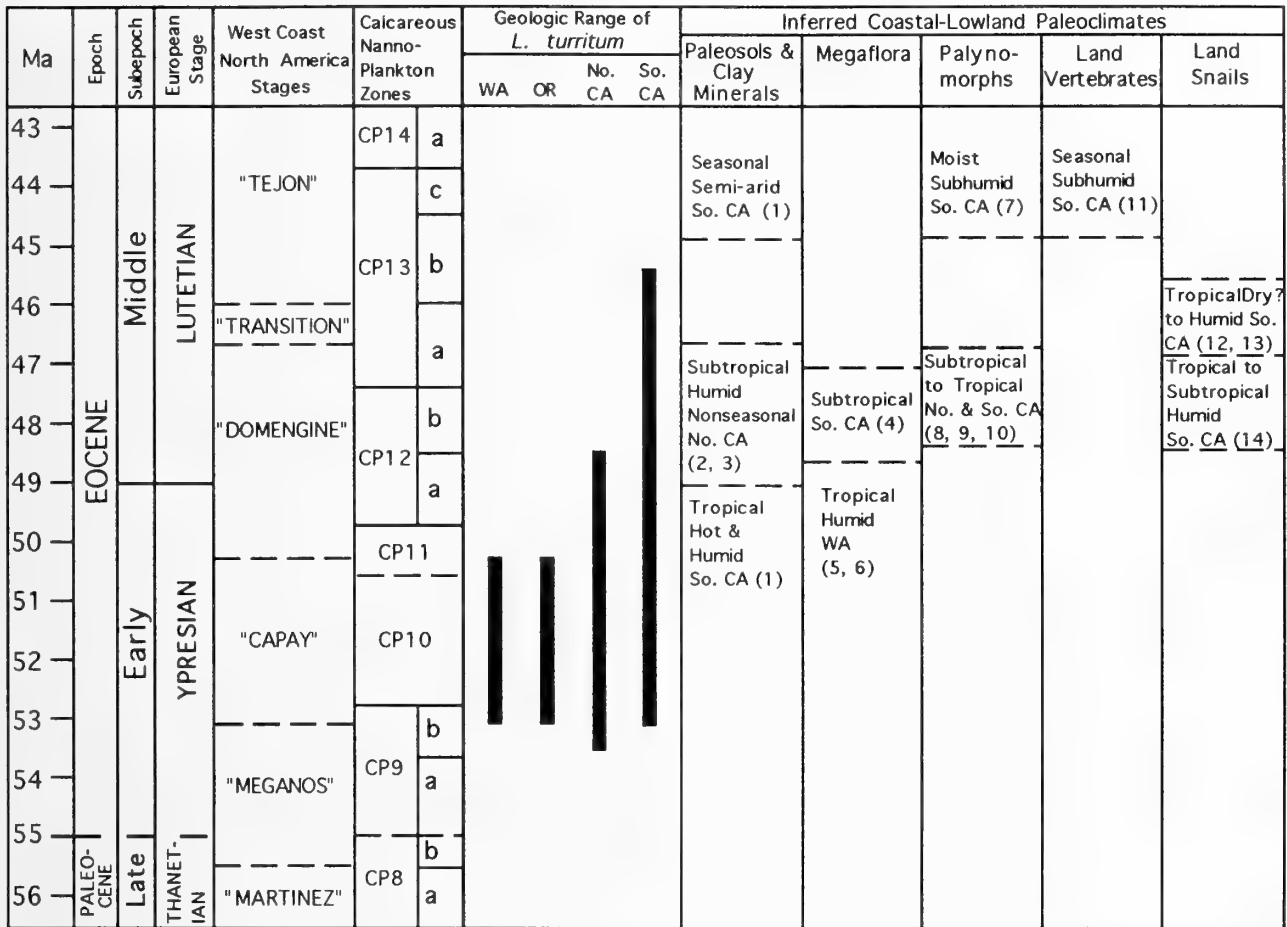 Ma
Epoch
Subepoch
European
Stage
West Coast
North America
Stages
Calcareous
Nanno-
Plankton
Zones
Geologic Range of
L. turritum
WA
OR
No.
CA
So.
CA
Inferred Coastal-Lowland Paleoclimates
Paleosols &
Clay
Minerals
Megaflora
Palyno-
morphs
Land
Vertebrates
Land
Snails
43
44
45
46
47
48
49
50
51
52
53
54
55
56
EOCENE
PALEO-
CENE
Middle
Early
Late
LUTETIAN
YPRESIAN
THANET-
IAN
"TEJON"
"TRANSITION"
"DOMENGINE"
"CAPAY"
"MEGANOS"
"MARTINEZ"
CP14
a
CP13
c
b
a
CP12
b
a
CP11
CP10
CP9
b
a
CP8
b
a
Seasonal
Semi-arid
So. CA (1)
Subtropical
Humid
Nonseasonal
No. CA
(2, 3)
Tropical
Hot &
Humid
So. CA (1)
Subtropical
So. CA (4)
Tropical
Humid
WA
(5, 6)
Moist
Subhumid
So. CA (7)
Subtropical
to Tropical
No. & So. CA
(8, 9, 10)
Seasonal
Subhumid
So. CA (11)
TropicalDry?
to Humid So.
CA (12, 13)
Tropical to
Subtropical
Humid
So. CA (14)